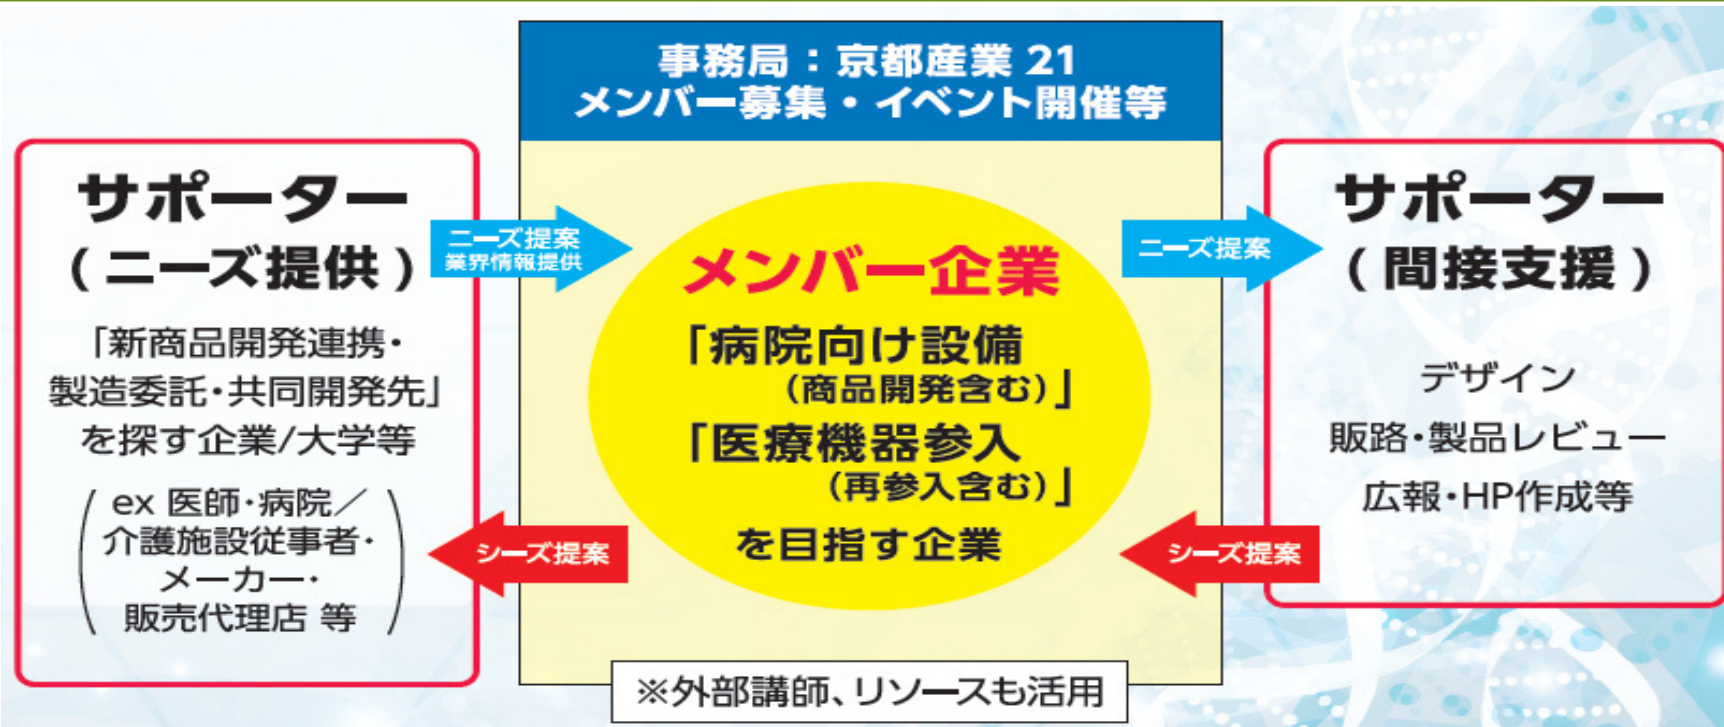 事務局：京都産業 21
メンバー募集・イベント開催等
サポーター
(ニーズ提供)
「新商品開発連携・
製造委託・共同開発先」
を探す企業/大学等
ex 医師・病院／
介護施設従事者・
メーカー・
販売代理店 等
ニーズ提案
業界情報提供
シーズ提案
メンバー企業
「病院向け設備
（商品開発含む）」
「医療機器参入
（再参入含む）」
を目指す企業
ニーズ提案
シーズ提案
サポーター
(間接支援)
デザイン
販路・製品レビュー
広報・HP作成等
※外部講師、リソースも活用